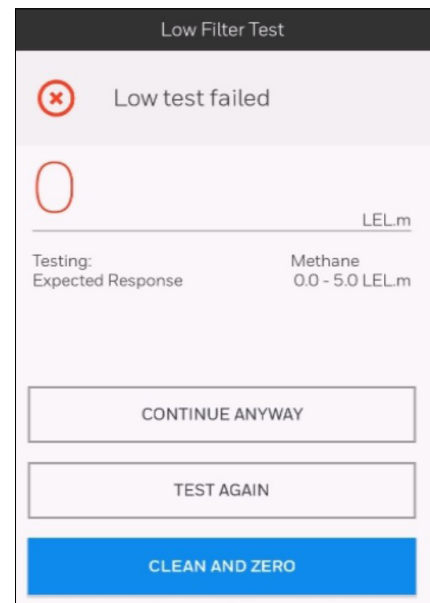 Low Filter Test
Low test failed
0
LEL.m
Testing: Methane
Expected Response 0.0 - 5.0 LEL.m
CONTINUE ANYWAY
TEST AGAIN
CLEAN AND ZERO